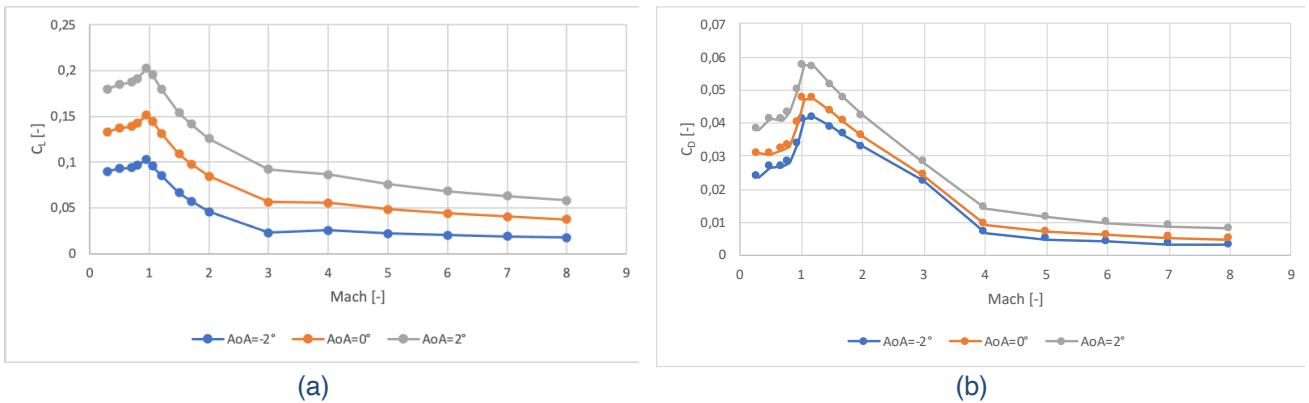 0,25
0,2
0,15
0,1
0,05
0
C_L [-]
0 1 2 3 4 5 6 7 8 9
Mach [-]
AoA=-2° AoA=0° AoA=2°
(a)
0,07
0,06
0,05
0,04
0,03
0,02
0,01
0
C_D [-]
0 1 2 3 4 5 6 7 8 9
Mach [-]
AoA=-2° AoA=0° AoA=2°
(b)